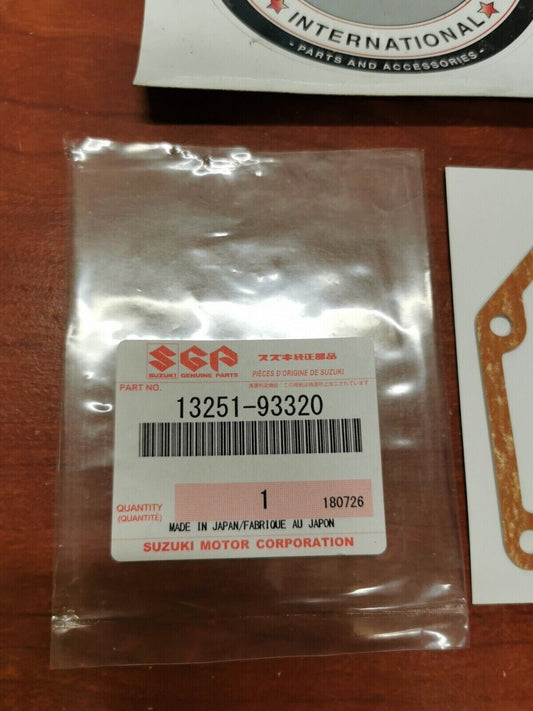 INTERNATIONAL
- PARTS AND ACCESSORIES -
SGP
SUZUKI GENUINE PARTS
スズキ純正部品
PIÈCES D'ORIGINE DE SUZUKI
PART NO.
13251-93320
QUANTITY
(QUANTITÉ)
1
180726
MADE IN JAPAN/FABRIQUE AU JAPON
SUZUKI MOTOR CORPORATION